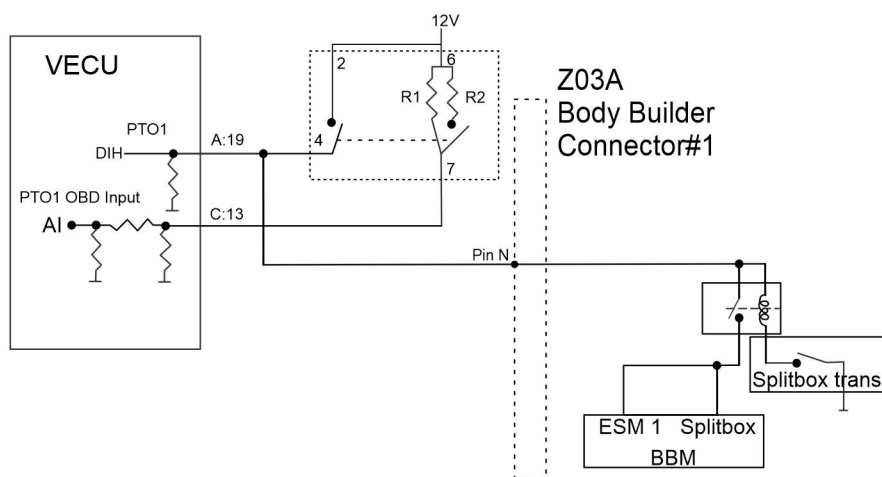 12V
VECU
2
6
Z03A
Body Builder
Connector#1
R1
R2
PTO1
A:19
4
DIH
7
PTO1 OBD Input
C:13
AI
Pin N
Splitbox trans
ESM 1 Splitbox
BBM